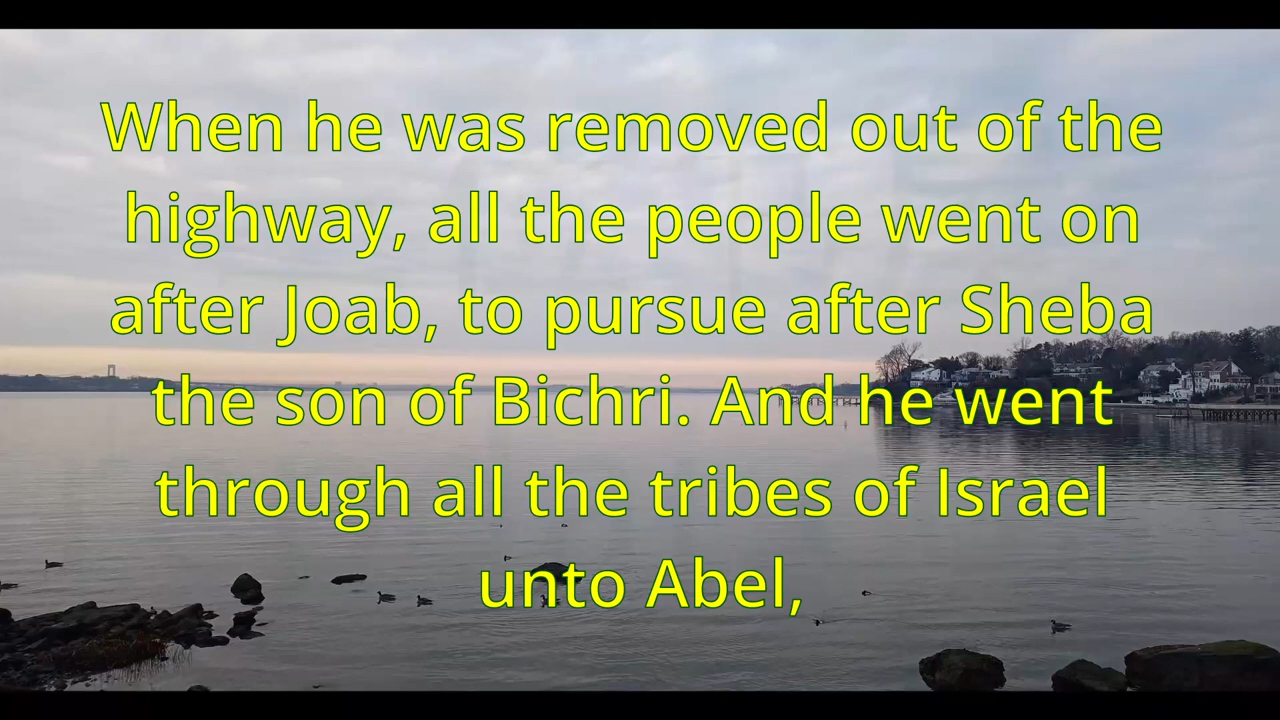 When he was removed out of the
highway, all the people went on
after Joab, to pursue after Sheba
the son of Bichri. And he went
through all the tribes of Israel
unto Abel,